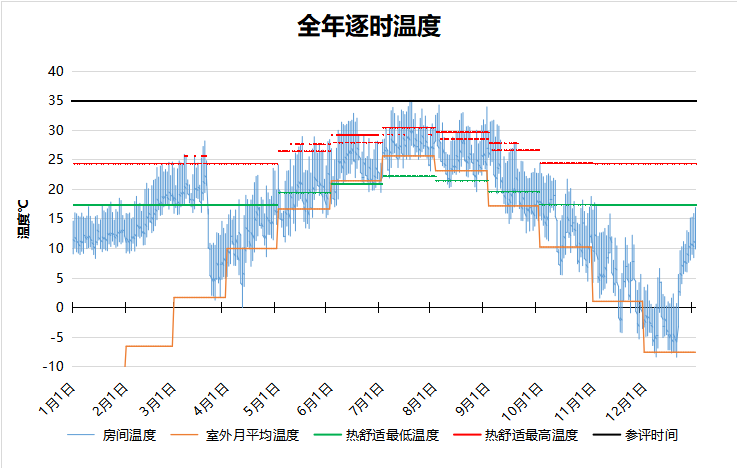 全年逐时温度
40
35
30
25
20
15
10
5
0
-5
-10
温度℃
1月1日
2月1日
3月1日
4月1日
5月1日
6月1日
7月1日
8月1日
9月1日
10月1日
11月1日
12月1日
房间温度 室外月平均温度 热舒适最低温度 热舒适最高温度 参评时间